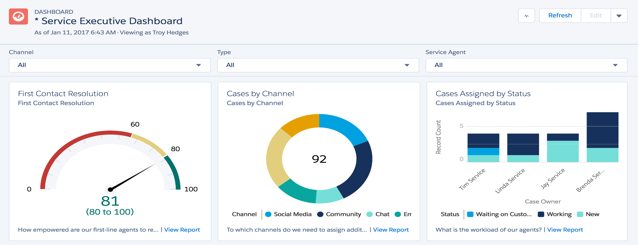 DASHBOARD
* Service Executive Dashboard
As of Jan 11, 2017 6:43 AM · Viewing as Troy Hedges
Refresh Edit
Channel Type Service Agent
All All All
First Contact Resolution
First Contact Resolution
60
80
0 100
81
(80 to 100)
How empowered are our first-line agents to re... | View Report
Cases by Channel
Cases by Channel
92
Channel Social Media Community Chat Em
To which channels do we need to assign addit... | View Report
Cases Assigned by Status
Cases Assigned by Status
Record Count
5
0
Tim Service Linda Service Jay Service Brenda Ser...
Case Owner
Status Waiting on Custo... Working New
What is the workload of our agents? | View Report